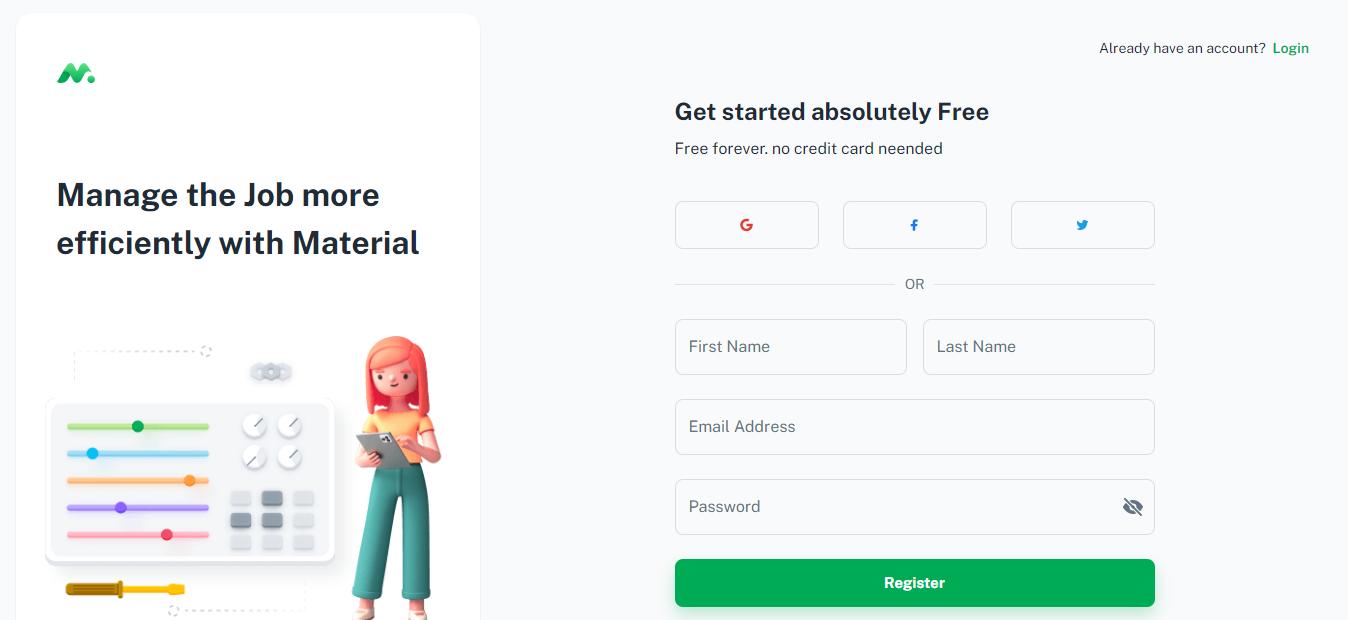 Already have an account? Login
Manage the Job more
efficiently with Material
Get started absolutely Free
Free forever. no credit card neended
OR
First Name
Last Name
Email Address
Password
Register